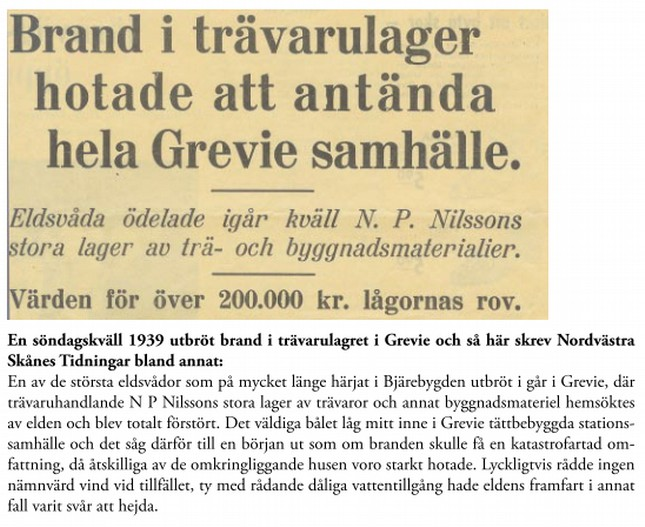 Brand i trävarulager
hotade att antända
hela Grevie samhälle.
Eldsvåda ödelade igår kväll N. P. Nilssons
stora lager av trä- och byggnadsmaterialier.
Värden för över 200.000 kr. lågornas rov.
En söndagskväll 1939 utbröt brand i trävarulagret i Grevie och så här skrev Nordvästra
Skånes Tidningar bland annat:
En av de största eldsvådor som på mycket länge härjat i Bjärebygden utbröt i går i Grevie, där
trävaruhandlande N P Nilssons stora lager av trävaror och annat byggnadsmateriel hemsöktes
av elden och blev totalt förstört. Det väldiga bålet låg mitt inne i Grevie tättbebyggda stations-
samhälle och det såg därför till en början ut som om branden skulle få en katastrofartad om-
fattning, då åtskilliga av de omkringliggande husen voro starkt hotade. Lyckligtvis rådde ingen
nämnvärd vind vid tillfället, ty med rådande dåliga vattentillgång hade eldens framfart i annat
fall varit svår att hejda.